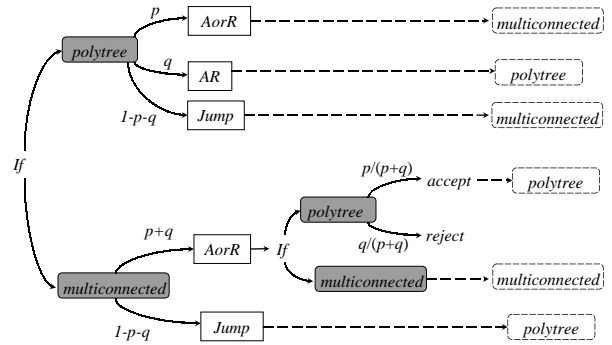 p
AorR
multiconnected
polytree
q
AR
polytree
1-p-q
Jump
multiconnected
If
p/(p+q)
accept
polytree
polytree
p+q
AorR
If
q/(p+q)
reject
multiconnected
multiconnected
multiconnected
1-p-q
Jump
polytree